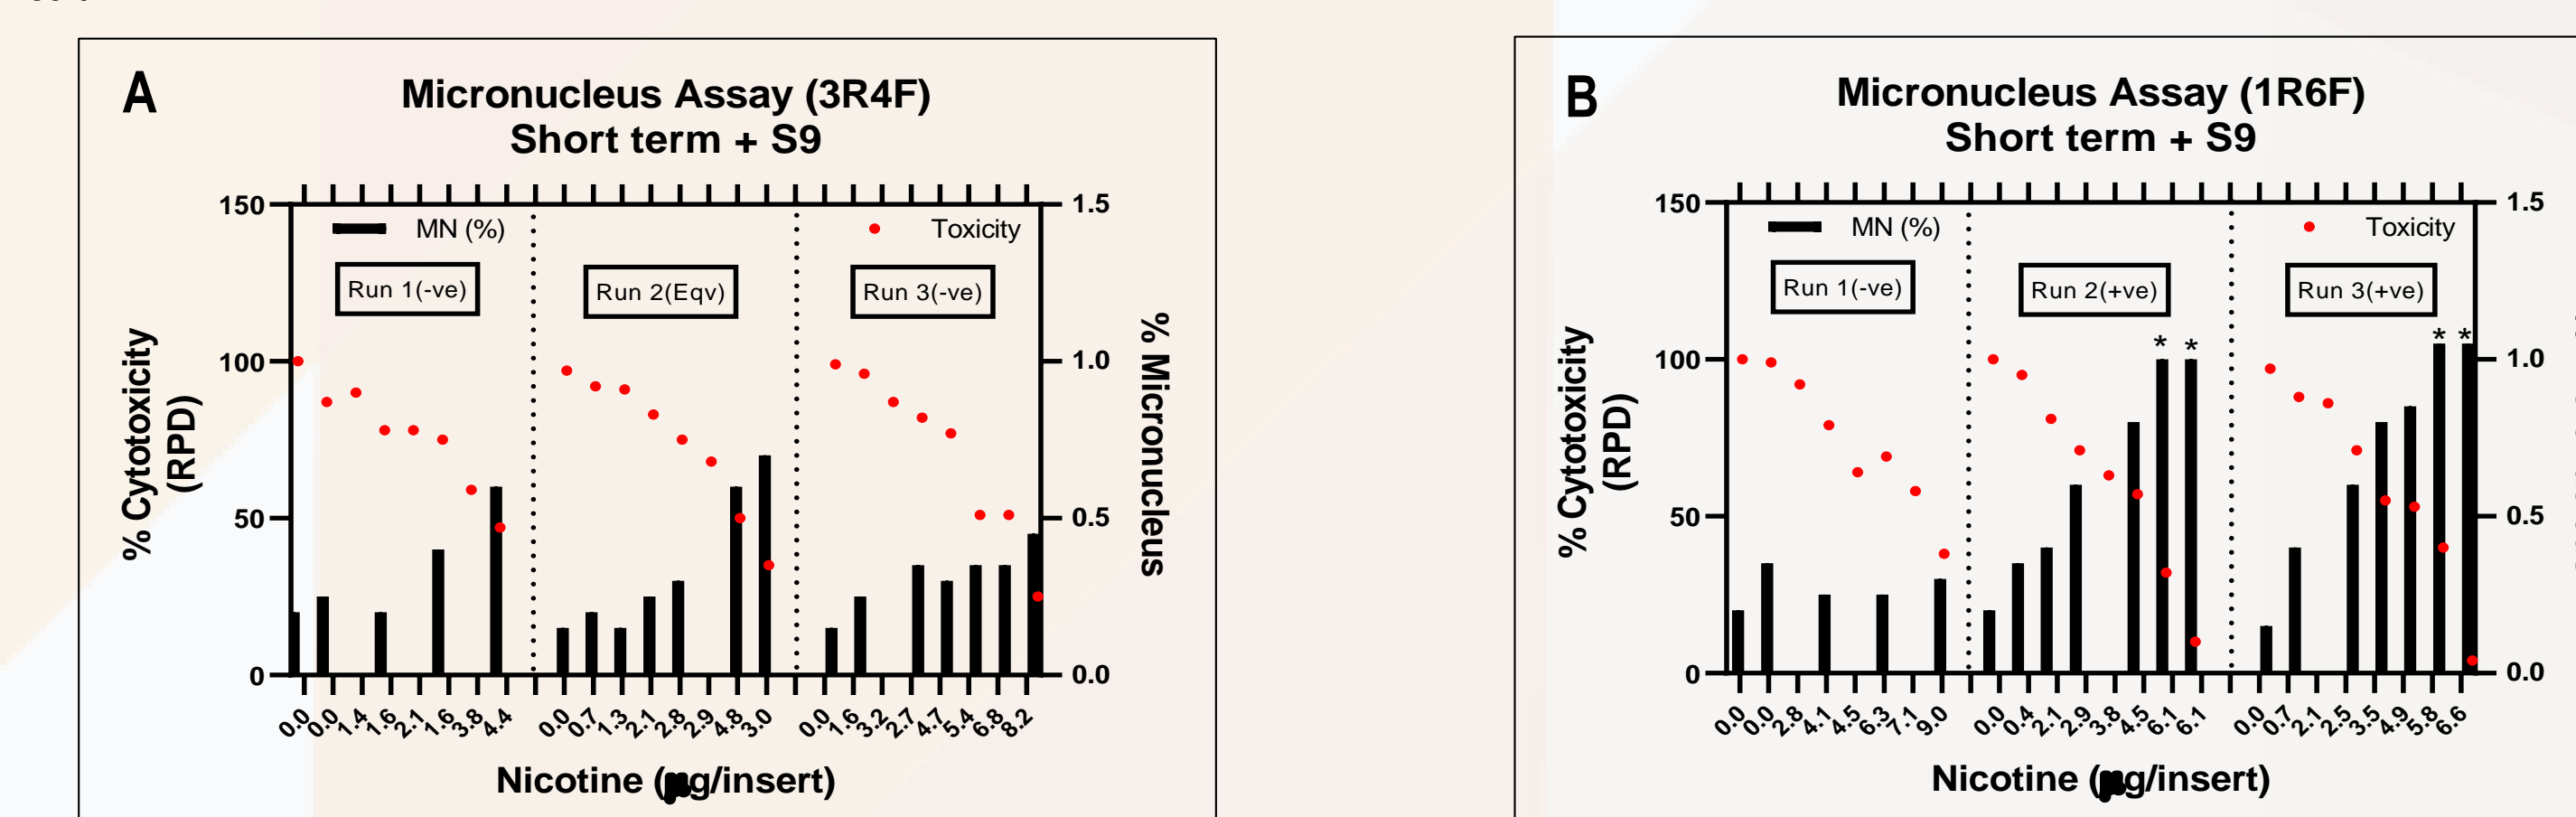 A
Micronucleus Assay (3R4F)
Short term + S9
MN (%)
Toxicity
Run 1(-ve)
Run 2(Eqv)
Run 3(-ve)
150
100
50
0
1.5
1.0
0.5
0.0
% Cytotoxicity
(RPD)
% Micronucleus
0.0 0.0 1.4 1.6 2.1 1.6 3.8 4.4 0.0 0.7 1.3 2.1 2.8 2.9 4.8 3.0 0.0 1.6 3.2 2.7 4.7 5.4 6.8 8.2
Nicotine (µg/insert)
B
Micronucleus Assay (1R6F)
Short term + S9
MN (%)
Toxicity
Run 1(-ve)
Run 2(+ve)
Run 3(+ve)
* *
* *
150
100
50
0
1.5
1.0
0.5
0.0
% Cytotoxicity
(RPD)
0.0 0.0 2.8 4.1 4.5 6.3 7.1 9.0 0.0 0.4 2.1 2.9 3.8 4.5 6.1 6.1 0.0 0.7 2.1 2.5 3.5 4.9 5.8 6.6
Nicotine (µg/insert)